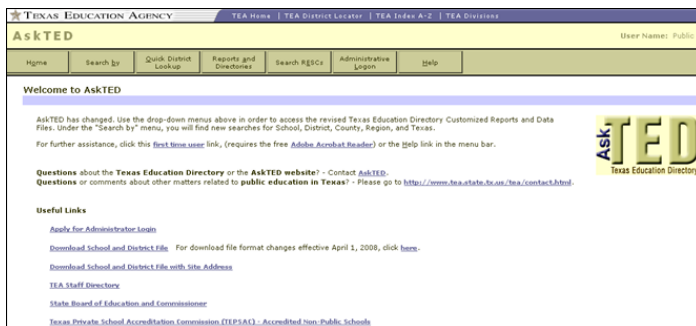 TEXAS EDUCATION AGENCY
TEA Home | TEA District Locator | TEA Index A-Z | TEA Divisions
AskTED
User Name: Public
Home
Search by
Quick District Lookup
Reports and Directories
Search RESCs
Administrative Logon
Help
Welcome to AskTED
AskTED has changed. Use the drop-down menus above in order to access the revised Texas Education Directory Customized Reports and Data
Files. Under the "Search by" menu, you will find new searches for School, District, County, Region, and Texas.
For further assistance, click this first time user link, (requires the free Adobe Acrobat Reader) or the Help link in the menu bar.
Ask TED
Texas Education Directory
Questions about the Texas Education Directory or the AskTED website? - Contact AskTED.
Questions or comments about other matters related to public education in Texas? - Please go to http://www.tea.state.tx.us/tea/contact.html.
Useful Links
Apply for Administrator Login
Download School and District File For download file format changes effective April 1, 2008, click here.
Download School and District File with Site Address
TEA Staff Directory
State Board of Education and Commissioner
Texas Private School Accreditation Commission (TEPSAC) - Accredited Non-Public Schools